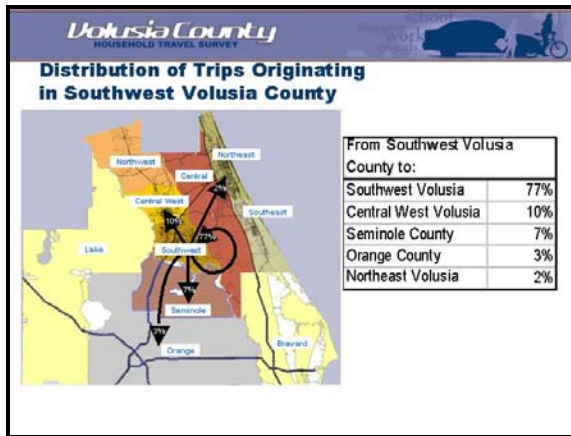 Volusia County
HOUSEHOLD TRAVEL SURVEY
school
work
Distribution of Trips Originating
in Southwest Volusia County
Northwest
Northeast
Central
2%
Central West
10%
Southeast
77%
Southwest
Lake
7%
Seminole
3%
Orange
Brevard
From Southwest Volusia
County to:
Southwest Volusia 77%
Central West Volusia 10%
Seminole County 7%
Orange County 3%
Northeast Volusia 2%